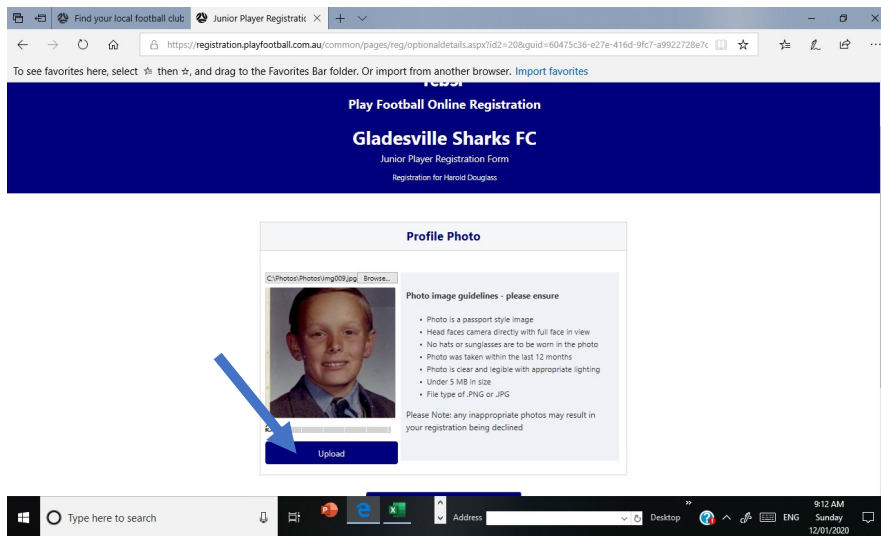 Find your local football club
Junior Player Registratic
https://registration.playfootball.com.au/common/pages/reg/optionaldetails.aspx?id2=20&guid=60475c36-e27e-416d-9fc7-a9922728e7c
To see favorites here, select then , and drag to the Favorites Bar folder. Or import from another browser. Import favorites
Play Football Online Registration
Gladesville Sharks FC
Junior Player Registration Form
Registration for Harold Douglass
Profile Photo
C:\Photos\Photos\img009.jpg Browse...
Photo image guidelines - please ensure
• Photo is a passport style image
• Head faces camera directly with full face in view
• No hats or sunglasses are to be worn in the photo
• Photo was taken within the last 12 months
• Photo is clear and legible with appropriate lighting
• Under 5 MB in size
• File type of .PNG or .JPG
Please Note: any inappropriate photos may result in
your registration being declined
Upload
Type here to search
Address
Desktop
ENG
9:12 AM
Sunday
12/01/2020